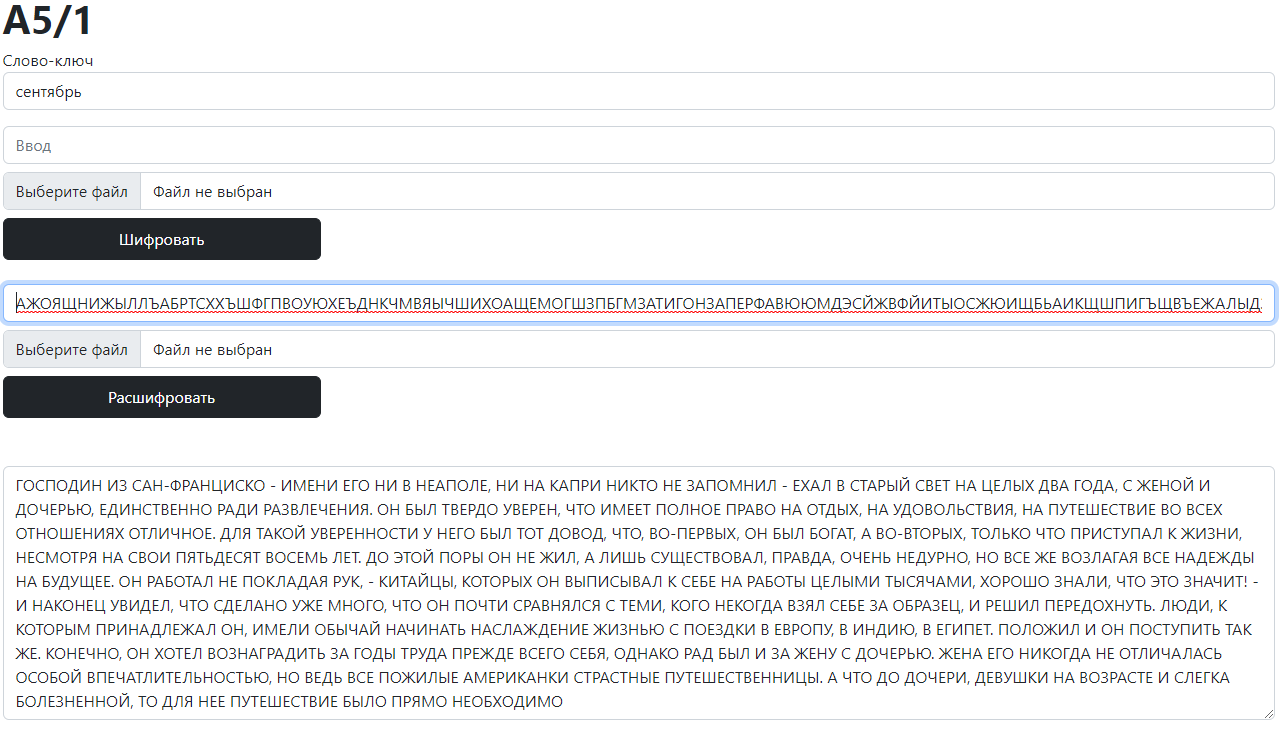 A5/1
Слово-ключ
сентябрь
Ввод
Выберите файл Файл не выбран
Шифровать
АЖОЯЩНИЖЫЛЛЪАБРТСХХЪШФГПВОУЮХЕЪДНКЧМВЯЫЧШИХОАЩЕМОГШЗПБГМЗАТИГОНЗАПЕРФАВЮЮМДЭСЙЖВФЙИТЫОСЖЮИЩБЬАИКЩШПИГЪЩВЪЕЖАЛЫД
Выберите файл Файл не выбран
Расшифровать
ГОСПОДИН ИЗ САН-ФРАНЦИСКО - ИМЕНИ ЕГО НИ В НЕАПОЛЕ, НИ НА КАПРИ НИКТО НЕ ЗАПОМНИЛ - ЕХАЛ В СТАРЫЙ СВЕТ НА ЦЕЛЫХ ДВА ГОДА, С ЖЕНОЙ И
ДОЧЕРЬЮ, ЕДИНСТВЕННО РАДИ РАЗВЛЕЧЕНИЯ. ОН БЫЛ ТВЕРДО УВЕРЕН, ЧТО ИМЕЕТ ПОЛНОЕ ПРАВО НА ОТДЫХ, НА УДОВОЛЬСТВИЯ, НА ПУТЕШЕСТВИЕ ВО ВСЕХ
ОТНОШЕНИЯХ ОТЛИЧНОЕ. ДЛЯ ТАКОЙ УВЕРЕННОСТИ У НЕГО БЫЛ ТОТ ДОВОД, ЧТО, ВО-ПЕРВЫХ, ОН БЫЛ БОГАТ, А ВО-ВТОРЫХ, ТОЛЬКО ЧТО ПРИСТУПАЛ К ЖИЗНИ,
НЕСМОТРЯ НА СВОИ ПЯТЬДЕСЯТ ВОСЕМЬ ЛЕТ. ДО ЭТОЙ ПОРЫ ОН НЕ ЖИЛ, А ЛИШЬ СУЩЕСТВОВАЛ, ПРАВДА, ОЧЕНЬ НЕДУРНО, НО ВСЕ ЖЕ ВОЗЛАГАЯ ВСЕ НАДЕЖДЫ
НА БУДУЩЕЕ. ОН РАБОТАЛ НЕ ПОКЛАДАЯ РУК, - КИТАЙЦЫ, КОТОРЫХ ОН ВЫПИСЫВАЛ К СЕБЕ НА РАБОТЫ ЦЕЛЫМИ ТЫСЯЧАМИ, ХОРОШО ЗНАЛИ, ЧТО ЭТО ЗНАЧИТ! -
И НАКОНЕЦ УВИДЕЛ, ЧТО СДЕЛАНО УЖЕ МНОГО, ЧТО ОН ПОЧТИ СРАВНЯЛСЯ С ТЕМИ, КОГО НЕКОГДА ВЗЯЛ СЕБЕ ЗА ОБРАЗЕЦ, И РЕШИЛ ПЕРЕДОХНУТЬ. ЛЮДИ, К
КОТОРЫМ ПРИНАДЛЕЖАЛ ОН, ИМЕЛИ ОБЫЧАЙ НАЧИНАТЬ НАСЛАЖДЕНИЕ ЖИЗНЬЮ С ПОЕЗДКИ В ЕВРОПУ, В ИНДИЮ, В ЕГИПЕТ. ПОЛОЖИЛ И ОН ПОСТУПИТЬ ТАК
ЖЕ. КОНЕЧНО, ОН ХОТЕЛ ВОЗНАГРАДИТЬ ЗА ГОДЫ ТРУДА ПРЕЖДЕ ВСЕГО СЕБЯ, ОДНАКО РАД БЫЛ И ЗА ЖЕНУ С ДОЧЕРЬЮ. ЖЕНА ЕГО НИКОГДА НЕ ОТЛИЧАЛАСЬ
ОСОБОЙ ВПЕЧАТЛИТЕЛЬНОСТЬЮ, НО ВЕДЬ ВСЕ ПОЖИЛЫЕ АМЕРИКАНКИ СТРАСТНЫЕ ПУТЕШЕСТВЕННИЦЫ. А ЧТО ДО ДОЧЕРИ, ДЕВУШКИ НА ВОЗРАСТЕ И СЛЕГКА
БОЛЕЗНЕННОЙ, ТО ДЛЯ НЕЕ ПУТЕШЕСТВИЕ БЫЛО ПРЯМО НЕОБХОДИМО